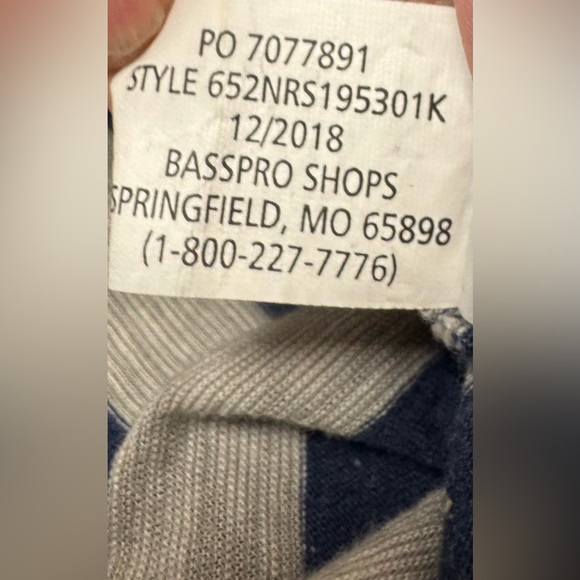 PO 7077891
STYLE 652NRS195301K
12/2018
BASSPRO SHOPS
SPRINGFIELD, MO 65898
(1-800-227-7776)